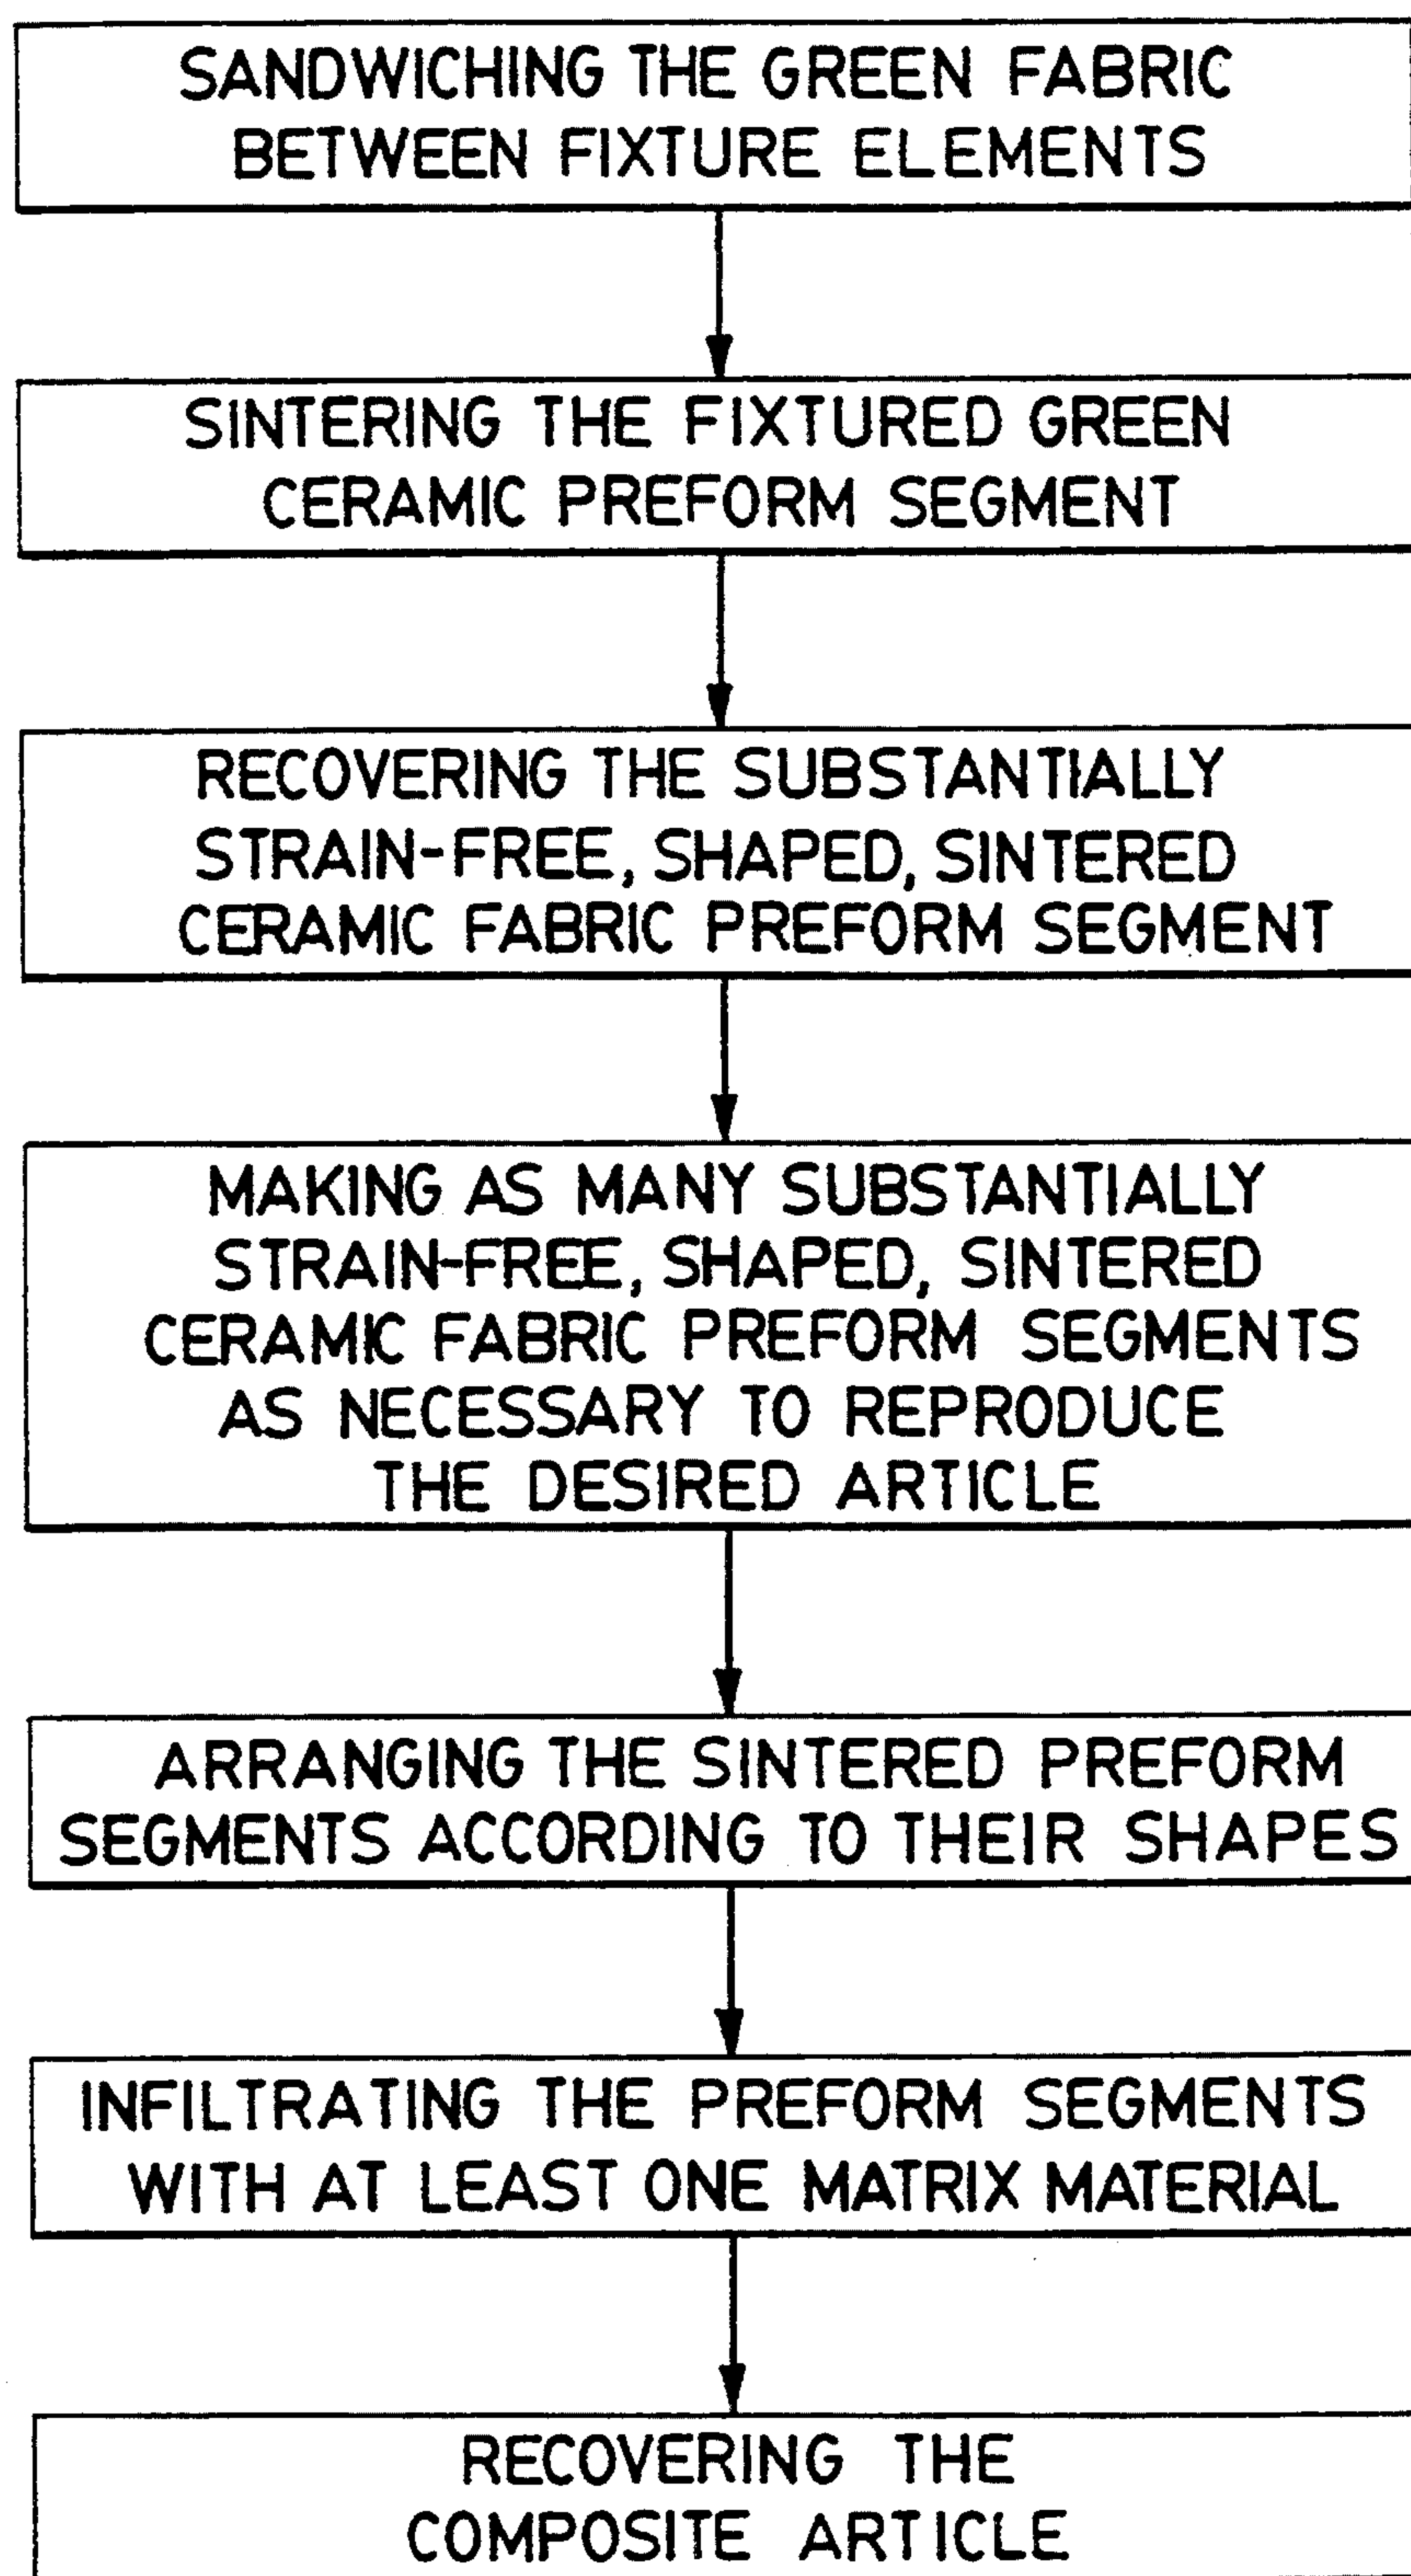 SANDWICHING THE GREEN FABRIC
BETWEEN FIXTURE ELEMENTS
SINTERING THE FIXTURED GREEN
CERAMIC PREFORM SEGMENT
RECOVERING THE SUBSTANTIALLY
STRAIN-FREE, SHAPED, SINTERED
CERAMIC FABRIC PREFORM SEGMENT
MAKING AS MANY SUBSTANTIALLY
STRAIN-FREE, SHAPED, SINTERED
CERAMIC FABRIC PREFORM SEGMENTS
AS NECESSARY TO REPRODUCE
THE DESIRED ARTICLE
ARRANGING THE SINTERED PREFORM
SEGMENTS ACCORDING TO THEIR SHAPES
INFILTRATING THE PREFORM SEGMENTS
WITH AT LEAST ONE MATRIX MATERIAL
RECOVERING THE
COMPOSITE ARTICLE